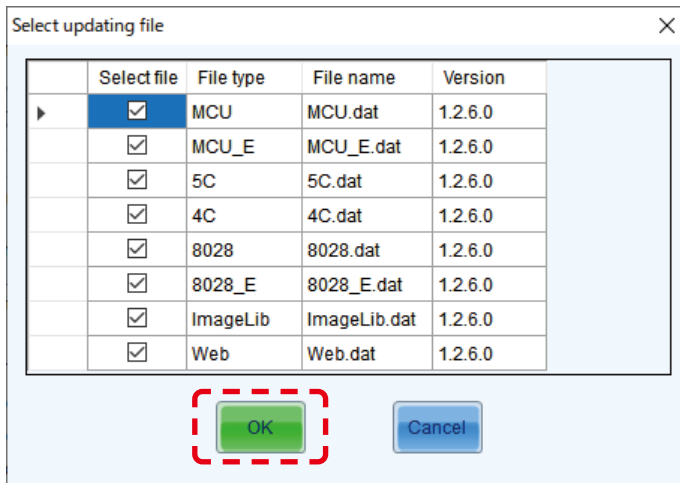 Select updating file
Select file File type File name Version
MCU MCU.dat 1.2.6.0
MCU_E MCU_E.dat 1.2.6.0
5C 5C.dat 1.2.6.0
4C 4C.dat 1.2.6.0
8028 8028.dat 1.2.6.0
8028_E 8028_E.dat 1.2.6.0
ImageLib ImageLib.dat 1.2.6.0
Web Web.dat 1.2.6.0
OK Cancel